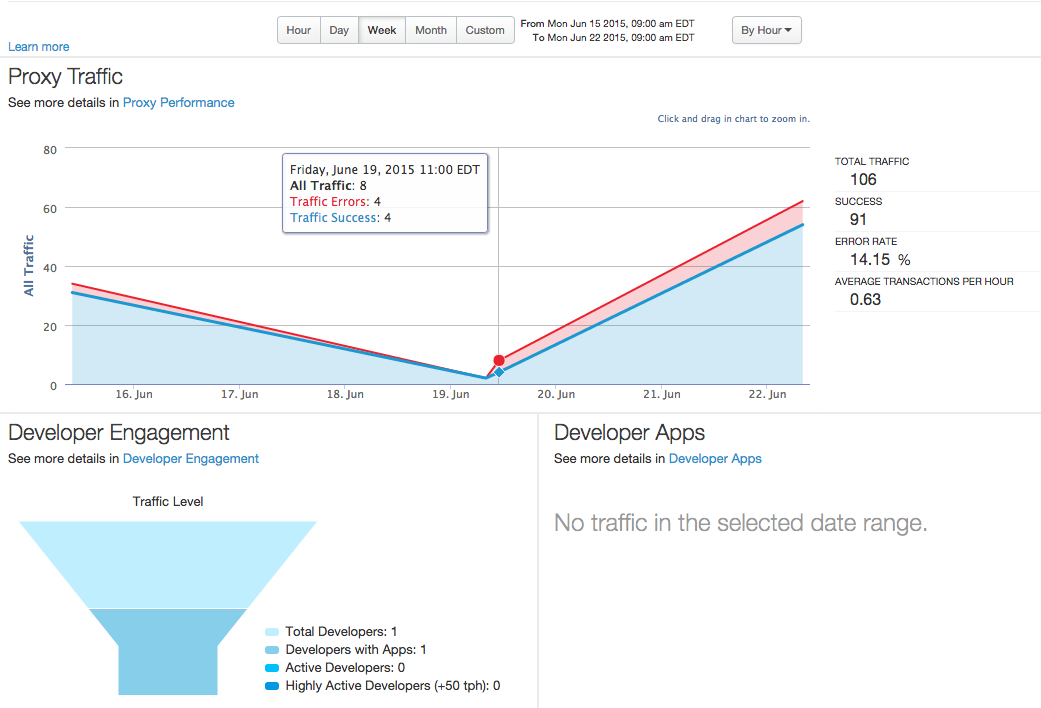 Learn more
Hour Day Week Month Custom
From Mon Jun 15 2015, 09:00 am EDT
To Mon Jun 22 2015, 09:00 am EDT
By Hour
Proxy Traffic
See more details in Proxy Performance
Click and drag in chart to zoom in.
All Traffic
80
60
40
20
0
Friday, June 19, 2015 11:00 EDT
All Traffic: 8
Traffic Errors: 4
Traffic Success: 4
16. Jun 17. Jun 18. Jun 19. Jun 20. Jun 21. Jun 22. Jun
TOTAL TRAFFIC
106
SUCCESS
91
ERROR RATE
14.15 %
AVERAGE TRANSACTIONS PER HOUR
0.63
Developer Engagement
See more details in Developer Engagement
Traffic Level
Total Developers: 1
Developers with Apps: 1
Active Developers: 0
Highly Active Developers (+50 tph): 0
Developer Apps
See more details in Developer Apps
No traffic in the selected date range.